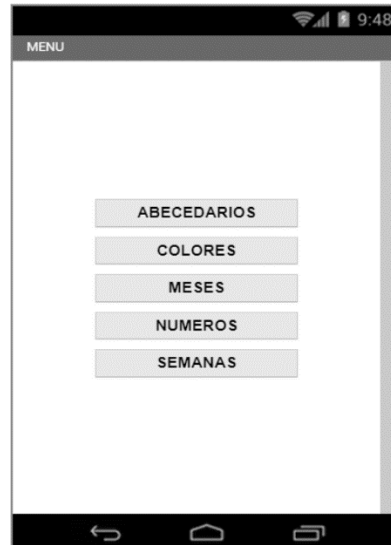 9:48
MENU
ABECEDARIOS
COLORES
MESES
NUMEROS
SEMANAS